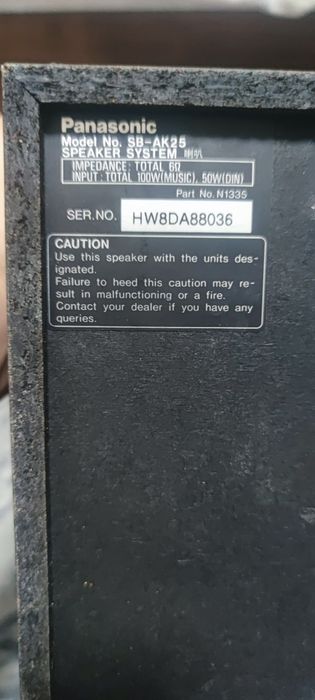 Panasonic
Model No. SB-AK25
SPEAKER SYSTEM
IMPEDANCE: TOTAL 6Ω
INPUT: TOTAL 100W(MUSIC), 50W(DIN)
Part No. N1335
SER.NO. HW8DA88036
CAUTION
Use this speaker with the units des-
ignated.
Failure to heed this caution may re-
sult in malfunctioning or a fire.
Contact your dealer if you have any
queries.